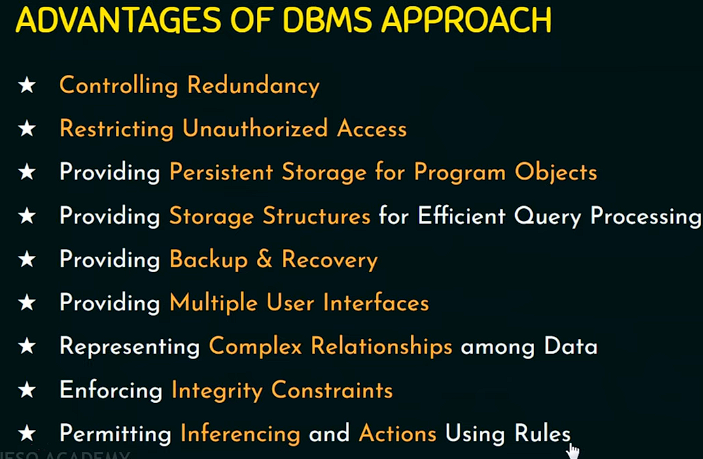 ADVANTAGES OF DBMS APPROACH
★ Controlling Redundancy
★ Restricting Unauthorized Access
★ Providing Persistent Storage for Program Objects
★ Providing Storage Structures for Efficient Query Processing
★ Providing Backup & Recovery
★ Providing Multiple User Interfaces
★ Representing Complex Relationships among Data
★ Enforcing Integrity Constraints
★ Permitting Inferencing and Actions Using Rules
ACADEMY